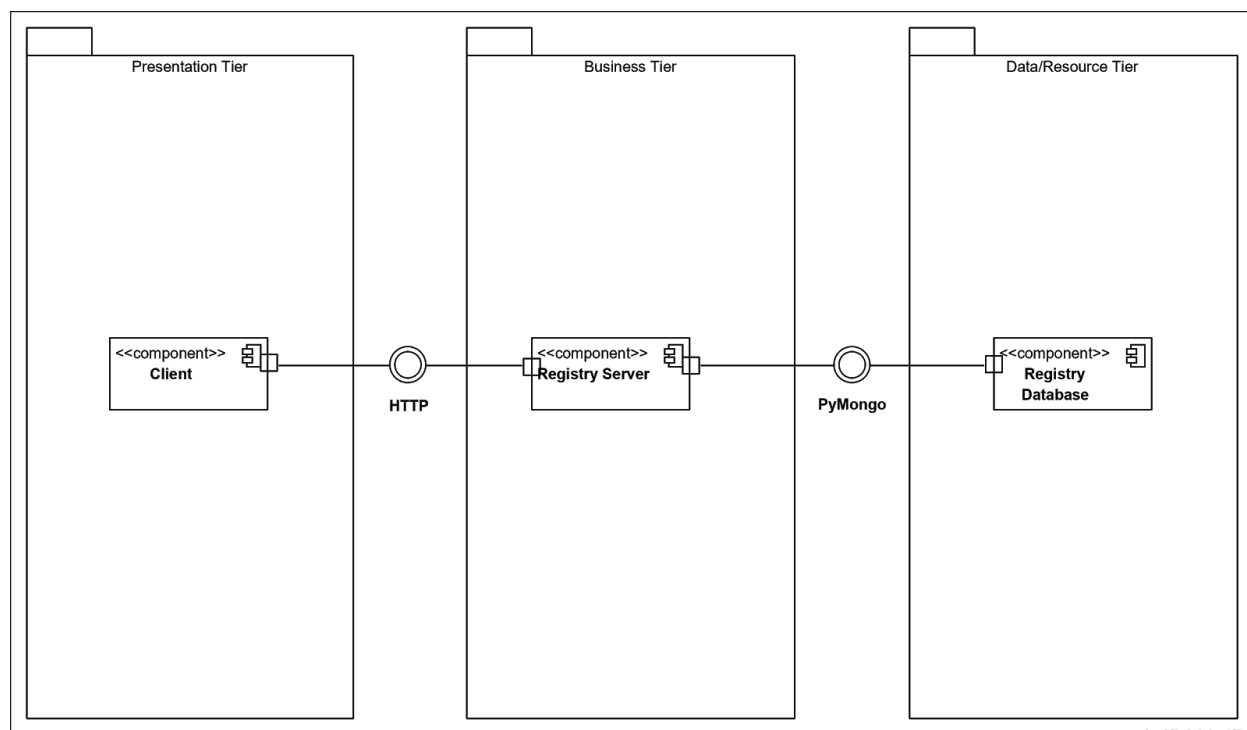 Presentation Tier
Business Tier
Data/Resource Tier
<<component>>
Client
HTTP
<<component>>
Registry Server
PyMongo
<<component>>
Registry
Database